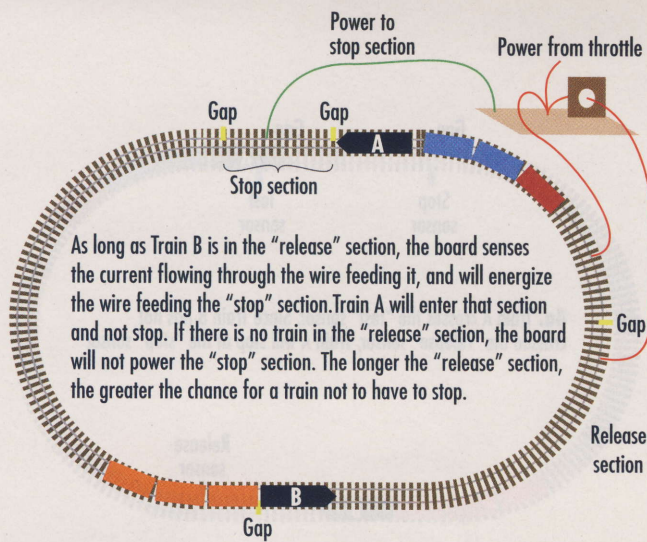 Power to
stop section
Power from throttle
Gap
Gap
A
Stop section
As long as Train B is in the “release” section, the board senses
the current flowing through the wire feeding it, and will energize
the wire feeding the “stop” section.Train A will enter that section
and not stop. If there is no train in the “release” section, the board
will not power the “stop” section. The longer the “release” section,
the greater the chance for a train not to have to stop.
Gap
Release
section
B
Gap